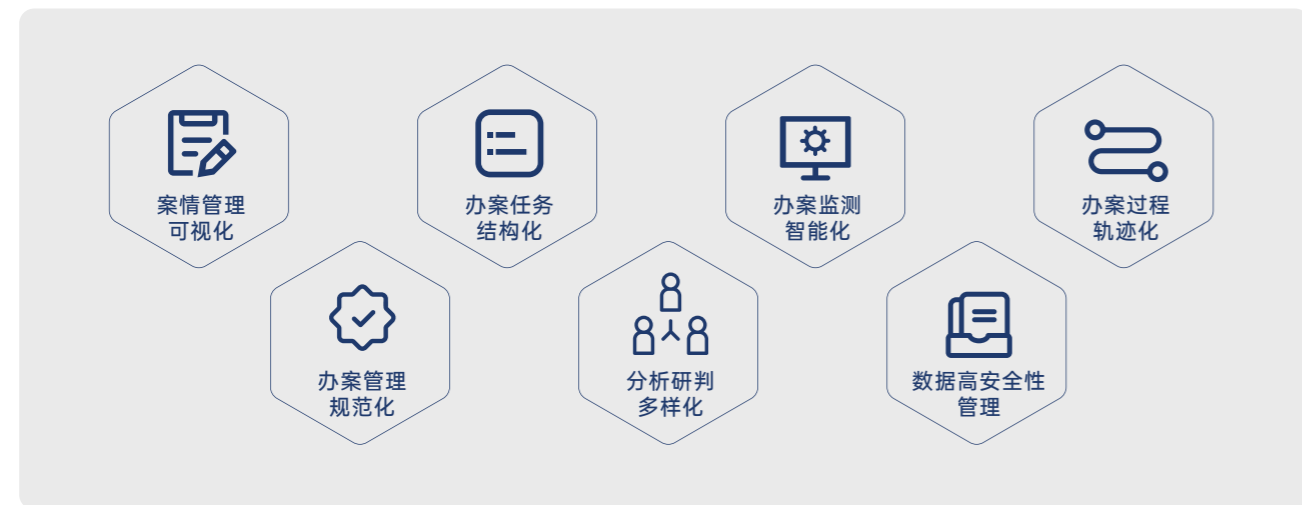 案情管理
可视化
办案任务
结构化
办案监测
智能化
办案过程
轨迹化
办案管理
规范化
分析研判
多样化
数据高安全性
管理